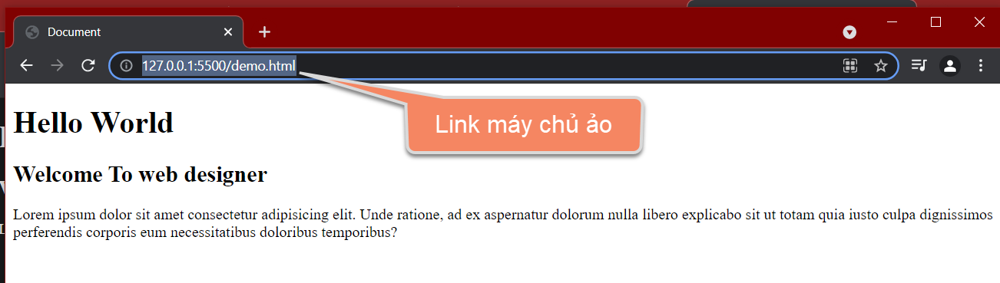 Document
127.0.0.1:5500/demo.html
Hello World
Link máy chủ ảo
Welcome To web designer
Lorem ipsum dolor sit amet consectetur adipisicing elit. Unde ratione, ad ex aspernatur dolorum nulla libero explicabo sit ut totam quia iusto culpa dignissimos
perferendis corporis eum necessitatibus doloribus temporibus?